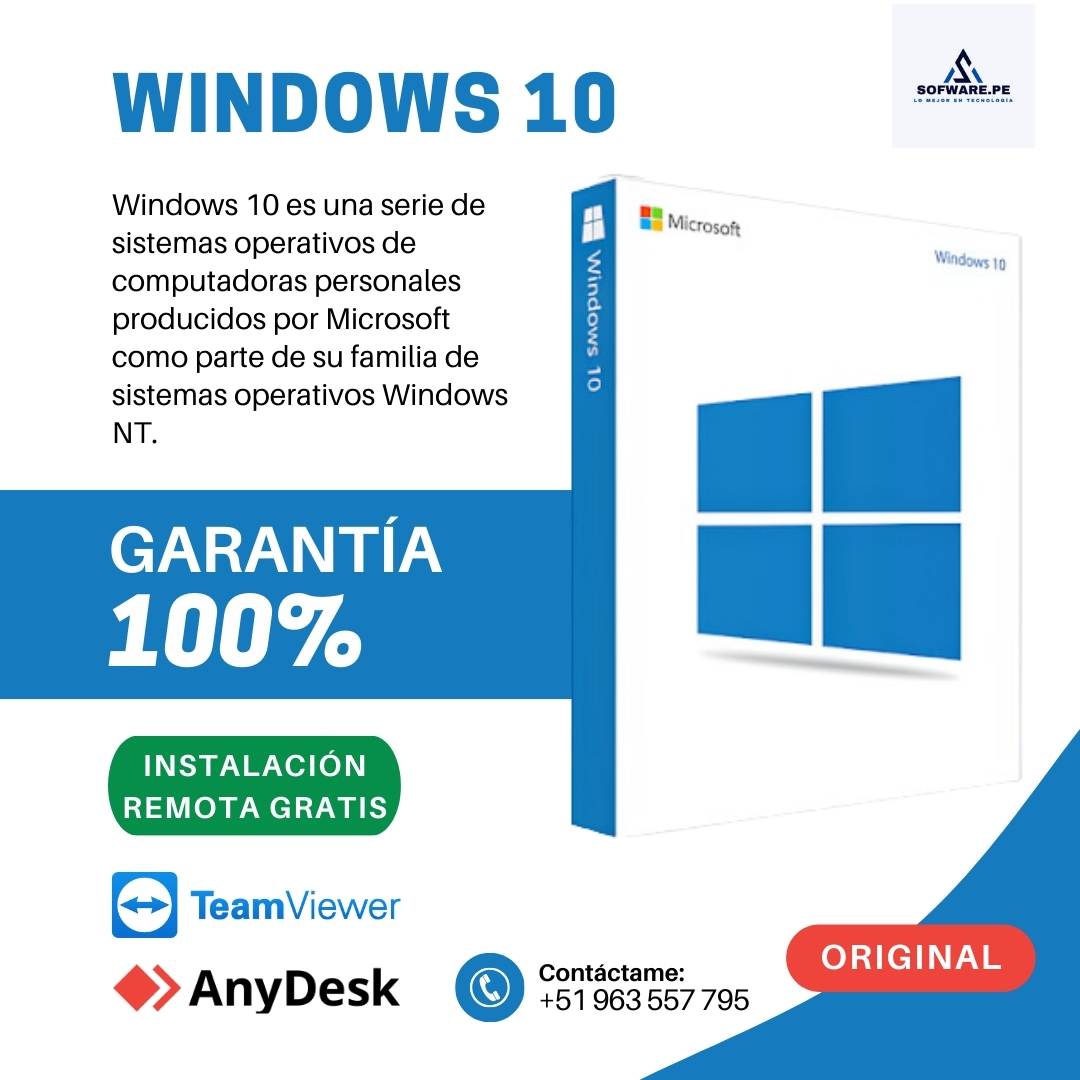 WINDOWS 10
SOFWARE.PE
LO MEJOR EN TECNOLOGÍA
Windows 10 es una serie de
sistemas operativos de
computadoras personales
producidos por Microsoft
como parte de su familia de
sistemas operativos Windows
NT.
Microsoft
Windows 10
Windows 10
GARANTÍA
100%
INSTALACIÓN
REMOTA GRATIS
TeamViewer
AnyDesk
Contáctame:
+51 963 557 795
ORIGINAL